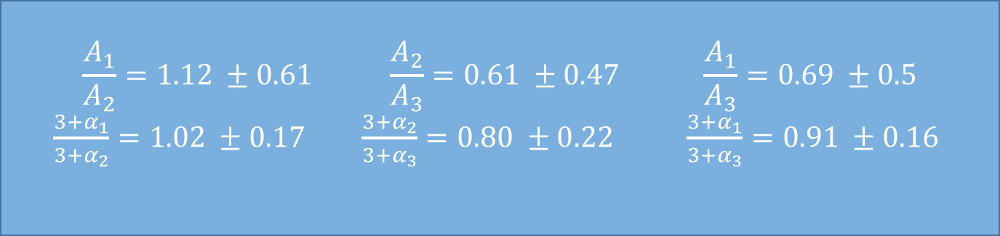 A₁/A₂ = 1.12 ± 0.61 A₂/A₃ = 0.61 ± 0.47 A₁/A₃ = 0.69 ± 0.5
3+α₁/3+α₂ = 1.02 ± 0.17 3+α₂/3+α₃ = 0.80 ± 0.22 3+α₁/3+α₃ = 0.91 ± 0.16